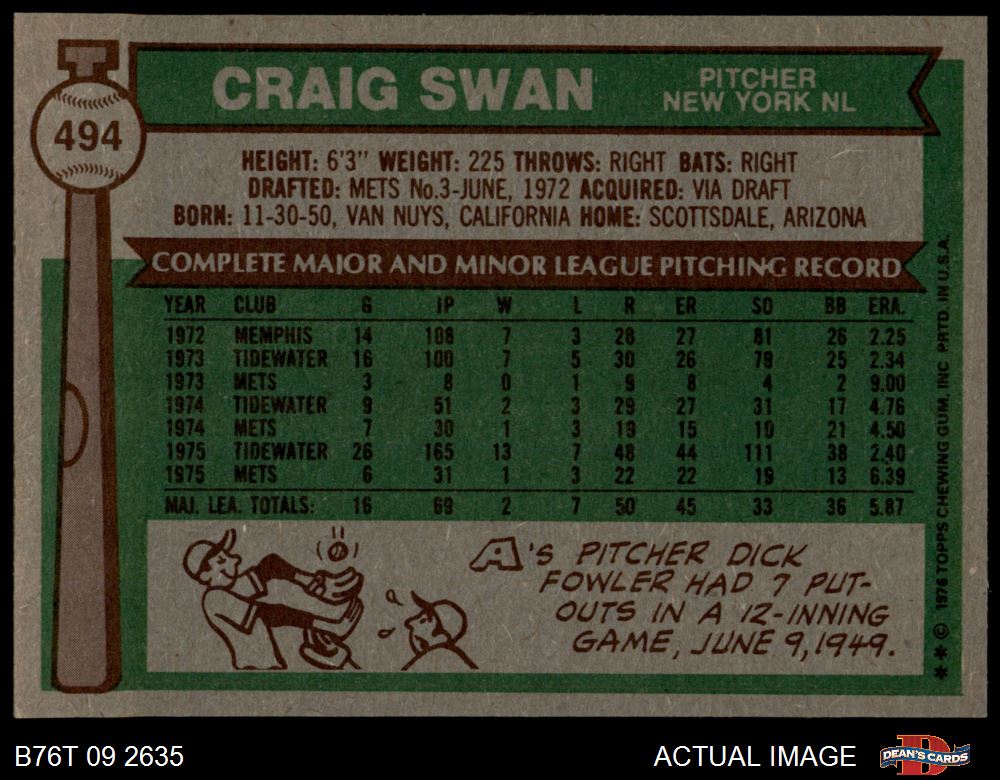 494
CRAIG SWAN
PITCHER
NEW YORK NL
HEIGHT: 6'3" WEIGHT: 225 THROWS: RIGHT BATS: RIGHT
DRAFTED: METS No.3-JUNE, 1972 ACQUIRED: VIA DRAFT
BORN: 11-30-50, VAN NUYS, CALIFORNIA HOME: SCOTTSDALE, ARIZONA
COMPLETE MAJOR AND MINOR LEAGUE PITCHING RECORD
YEAR CLUB G IP W L R ER SO BB ERA.
1972 MEMPHIS 14 108 7 3 28 27 81 26 2.25
1973 TIDEWATER 16 100 7 5 30 26 79 25 2.34
1973 METS 3 8 0 1 9 8 4 2 9.00
1974 TIDEWATER 9 51 2 3 29 27 31 17 4.76
1974 METS 7 30 1 3 19 15 10 21 4.50
1975 TIDEWATER 26 165 13 7 48 44 111 38 2.40
1975 METS 6 31 1 3 22 22 19 13 6.39
MAJ. LEA. TOTALS: 16 69 2 7 50 45 33 36 5.87
A'S PITCHER DICK
FOWLER HAD 7 PUT-
OUTS IN A 12-INNING
GAME, JUNE 9, 1949.
** © 1976 TOPPS CHEWING GUM, INC PRTD. IN U.S.A.
B76T 09 2635
ACTUAL IMAGE
DEAN'S CARDS
D